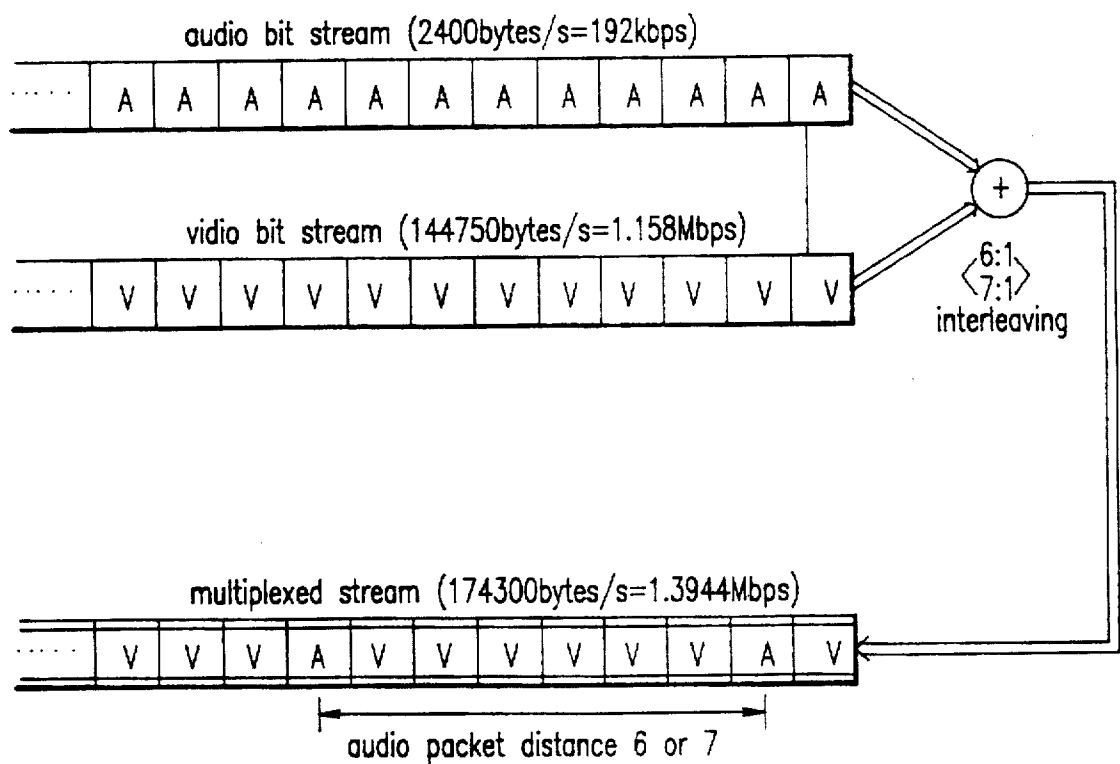 audio bit stream (2400bytes/s=192kbps)
..... A A A A A A A A A A A A
vidio bit stream (144750bytes/s=1.158Mbps)
..... V V V V V V V V V V V V
+
<6:1
7:1>
interleaving
multiplexed stream (174300bytes/s=1.3944Mbps)
..... V V V A V V V V V V A V
audio packet distance 6 or 7